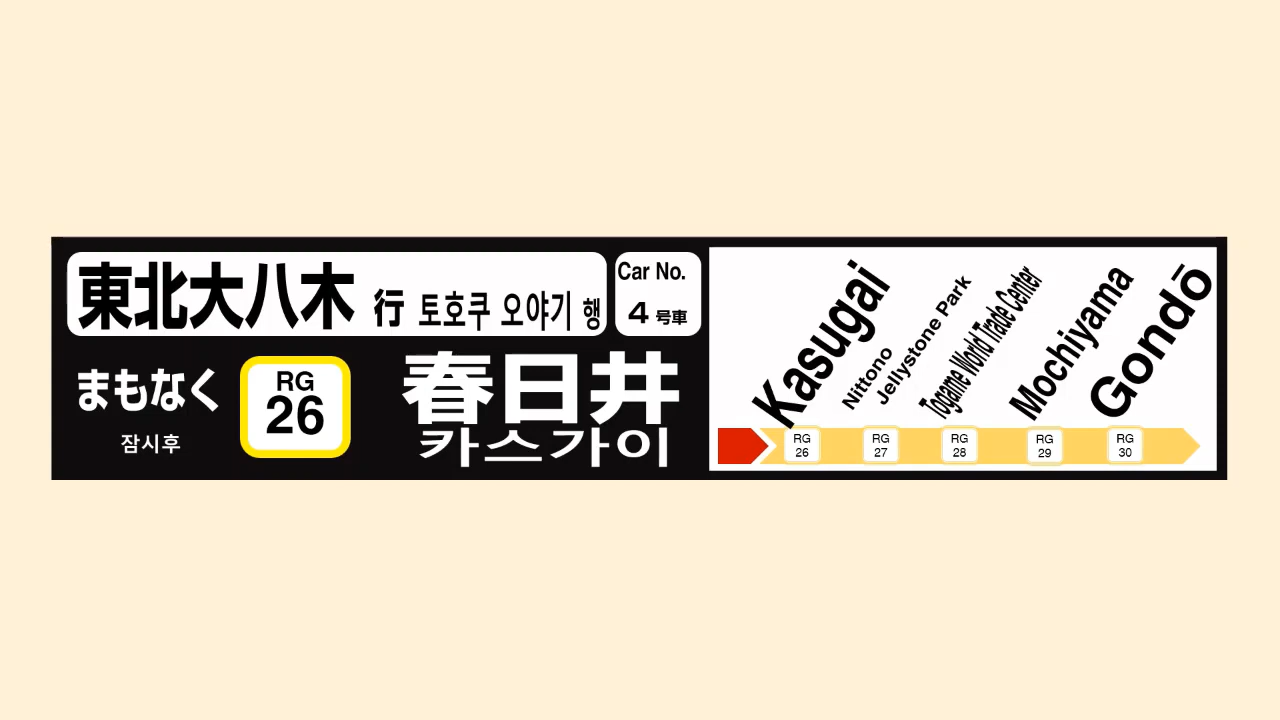 東北大八木 行 토호쿠 오야기 행
Car No.
4 号車
まもなく
잠시후
RG
26
春日井
카스가이
Kasugai
Nittono
Jellystone Park
Togame World Trade Center
Mochiyama
Gondō
RG
26
RG
27
RG
28
RG
29
RG
30